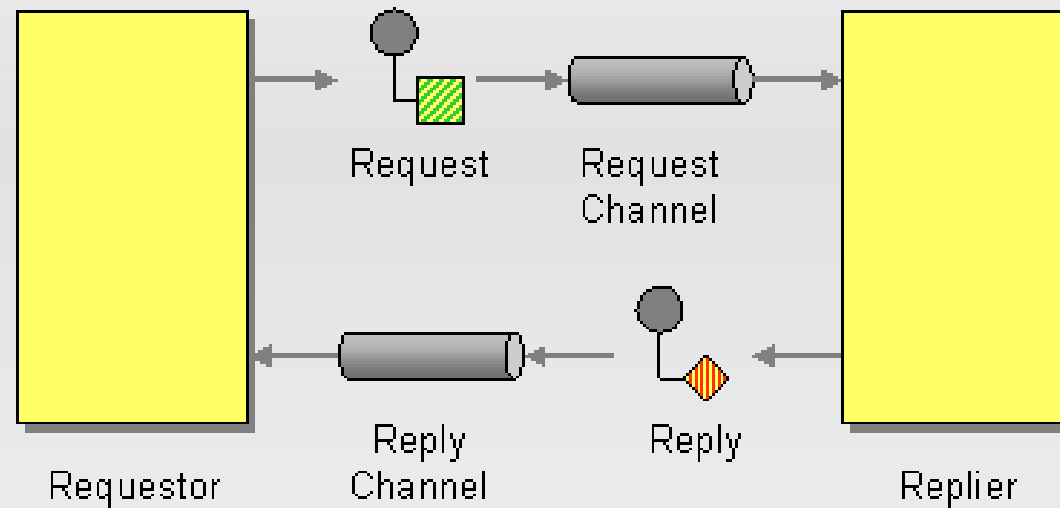 Request
Request
Channel
Reply
Channel
Reply
Requestor
Replier